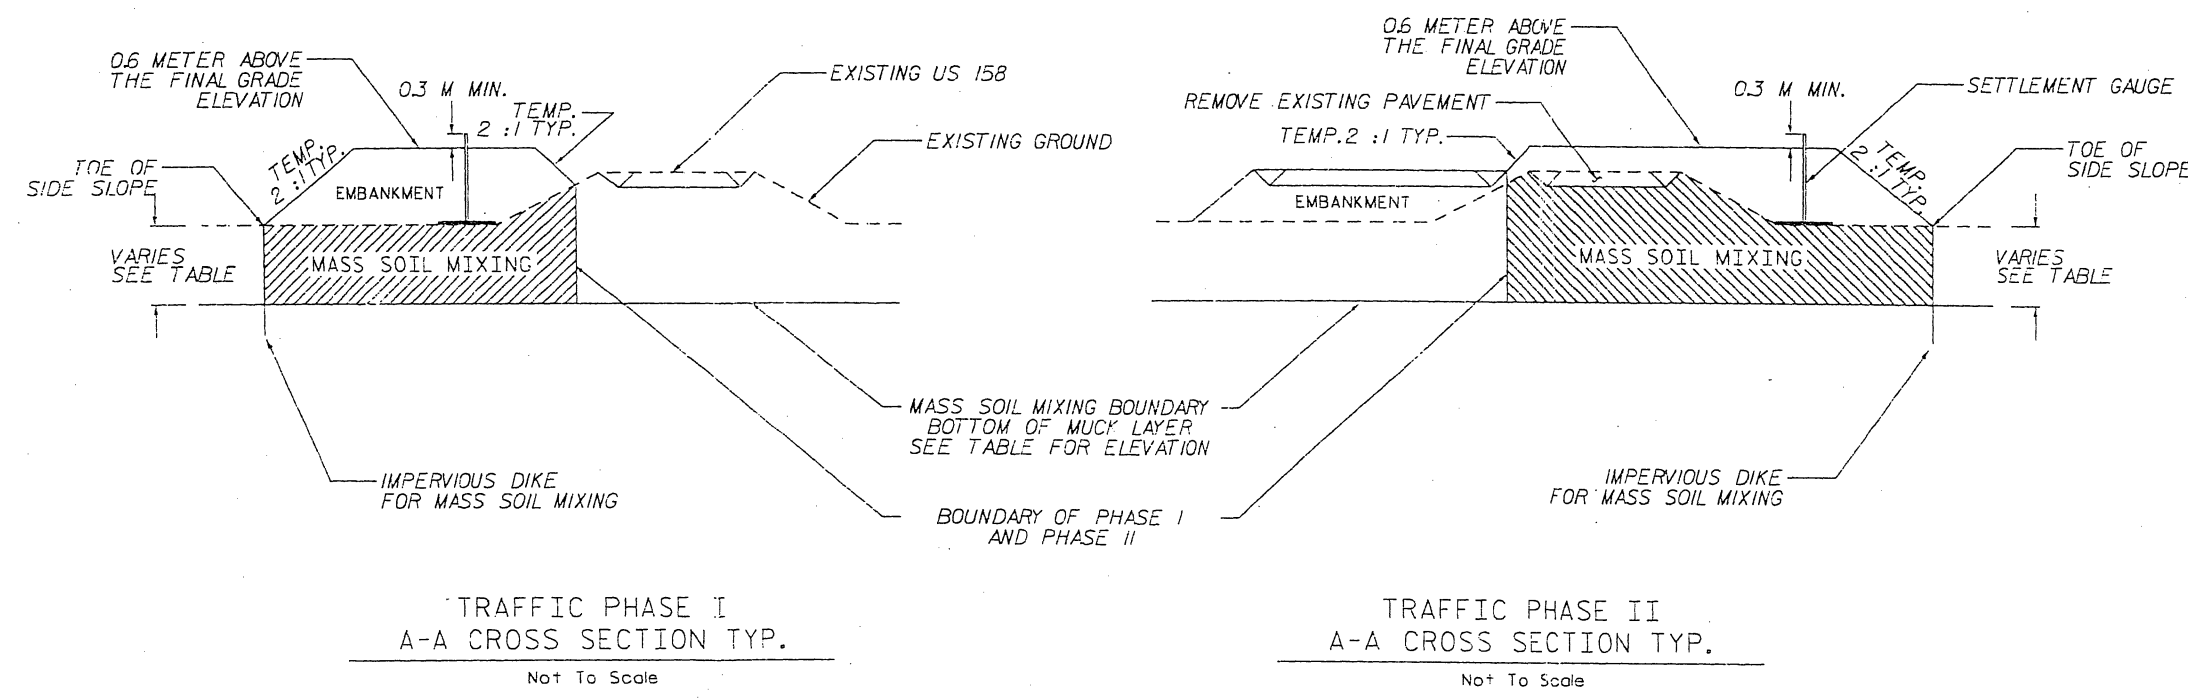 0.6 METER ABOVE
THE FINAL GRADE
ELEVATION
0.3 M MIN.
TEMP.
2 :1 TYP.
EXISTING US 158
EXISTING GROUND
TOE OF
SIDE SLOPE
TEMP.
2 :1 TYP.
EMBANKMENT
VARIES
SEE TABLE
MASS SOIL MIXING
IMPERVIOUS DIKE
FOR MASS SOIL MIXING
MASS SOIL MIXING BOUNDARY
BOTTOM OF MUCK LAYER
SEE TABLE FOR ELEVATION
BOUNDARY OF PHASE I
AND PHASE II
TRAFFIC PHASE I
A-A CROSS SECTION TYP.
Not To Scale
0.6 METER ABOVE
THE FINAL GRADE
ELEVATION
REMOVE EXISTING PAVEMENT
TEMP. 2 :1 TYP.
0.3 M MIN.
SETTLEMENT GAUGE
TEMP.
2 :1 TYP.
TOE OF
SIDE SLOPE
EMBANKMENT
MASS SOIL MIXING
VARIES
SEE TABLE
IMPERVIOUS DIKE
FOR MASS SOIL MIXING
TRAFFIC PHASE II
A-A CROSS SECTION TYP.
Not To Scale